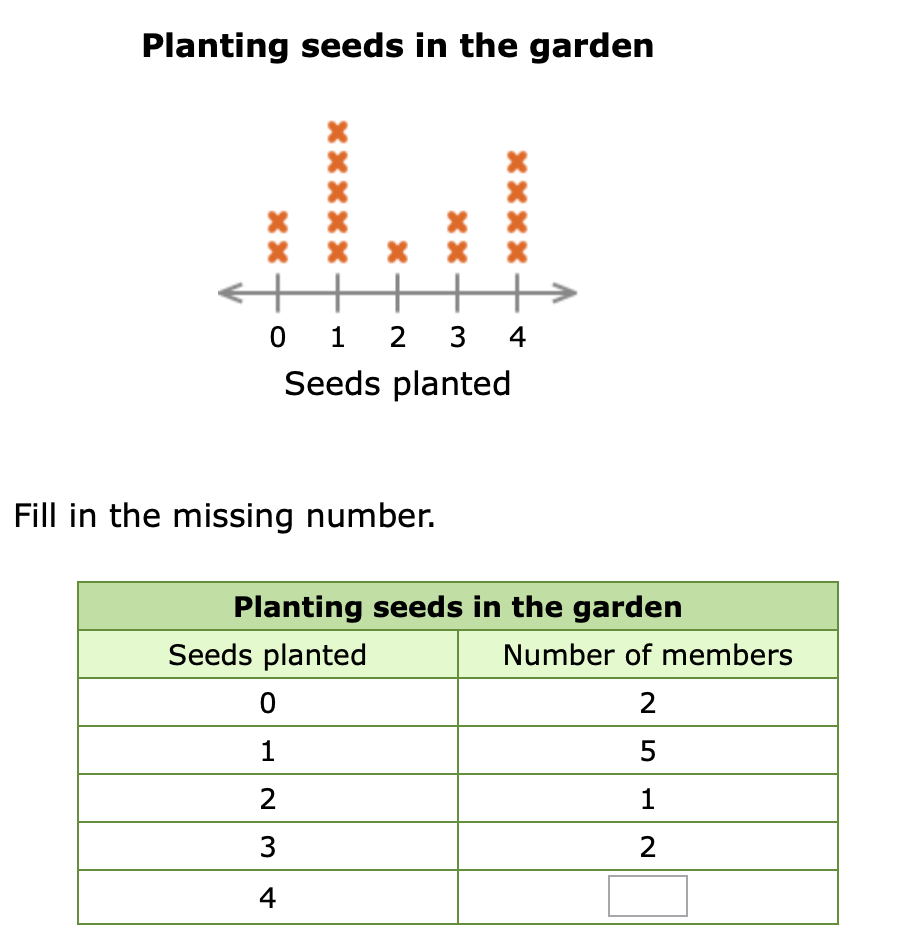 Planting seeds in the garden
0 1 2 3 4
Seeds planted
Fill in the missing number.
Planting seeds in the garden
Seeds planted Number of members
0 2
1 5
2 1
3 2
4